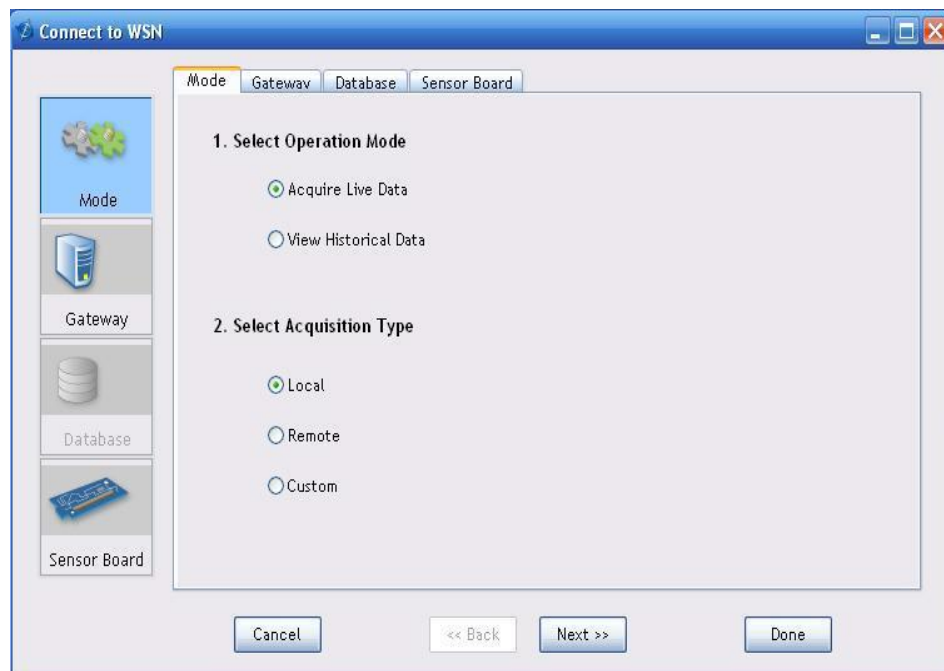 Connect to WSN
Mode Gateway Database Sensor Board
1. Select Operation Mode
Acquire Live Data
View Historical Data
2. Select Acquisition Type
Local
Remote
Custom
Mode
Gateway
Database
Sensor Board
Cancel << Back Next >> Done